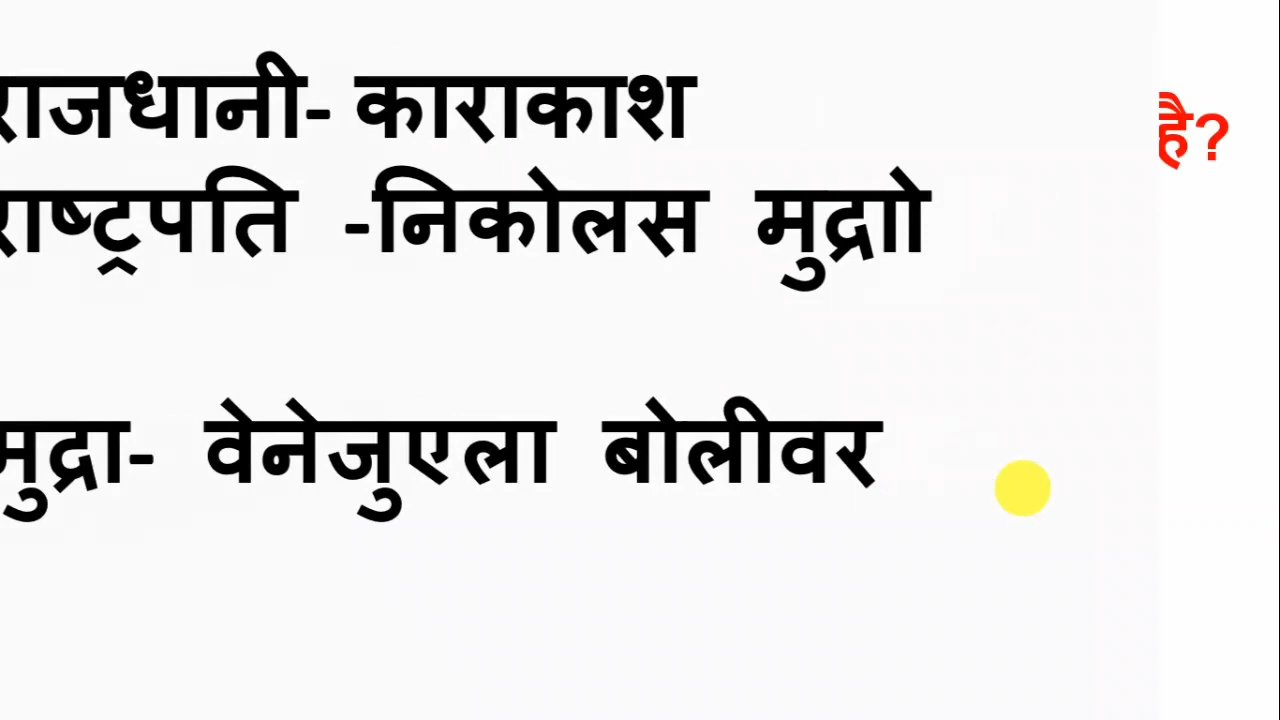 राजधानी- काराकाश
है?
राष्ट्रपति -निकोलस मुद्राो
मुद्रा- वेनेजुएला बोलीवर